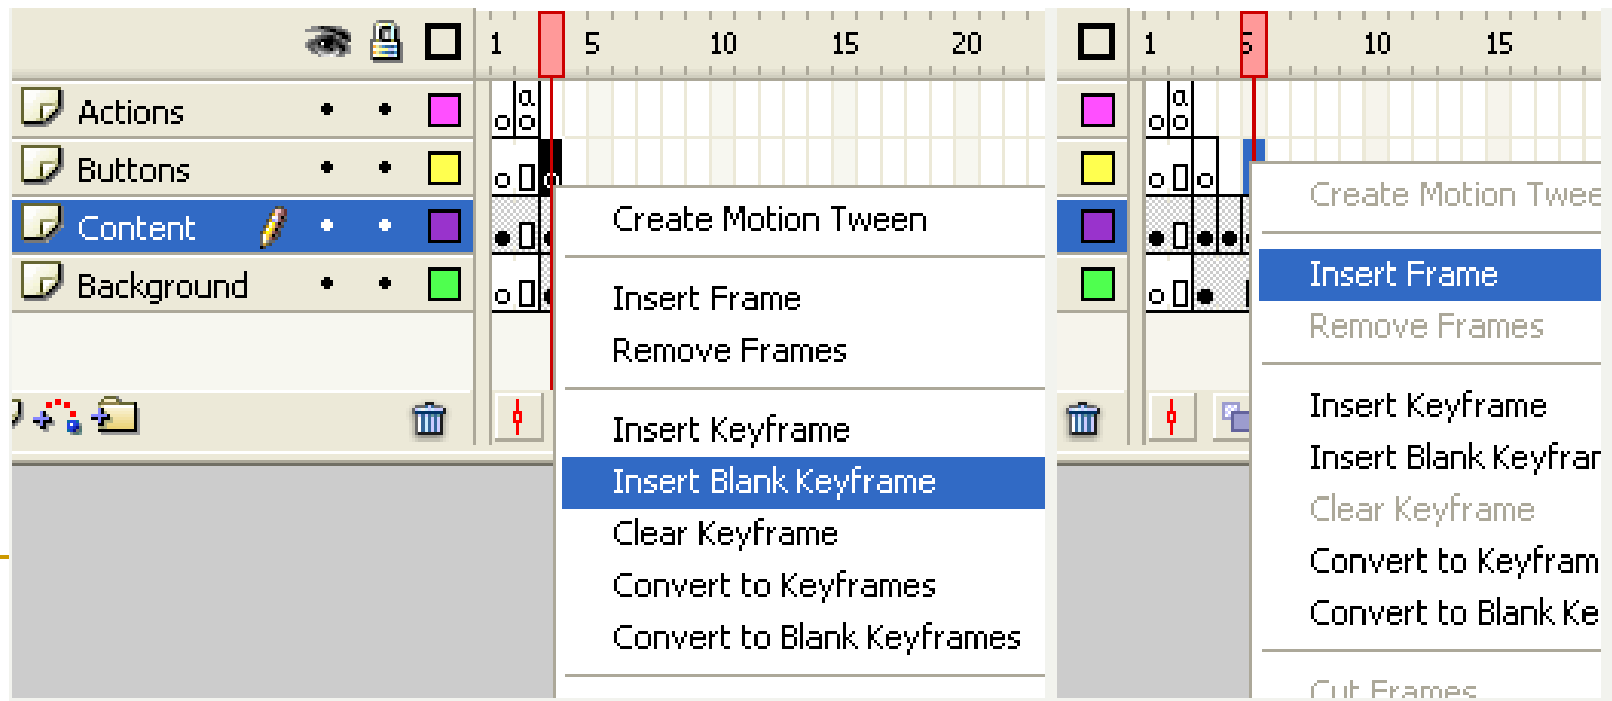 1 5 10 15 20
Actions
Buttons
Content
Background
Create Motion Tween
Insert Frame
Remove Frames
Insert Keyframe
Insert Blank Keyframe
Clear Keyframe
Convert to Keyframes
Convert to Blank Keyframes
1 5 10 15
Create Motion Twee
Insert Frame
Remove Frames
Insert Keyframe
Insert Blank Keyfrar
Clear Keyframe
Convert to Keyfram
Convert to Blank Ke
Cut Frames